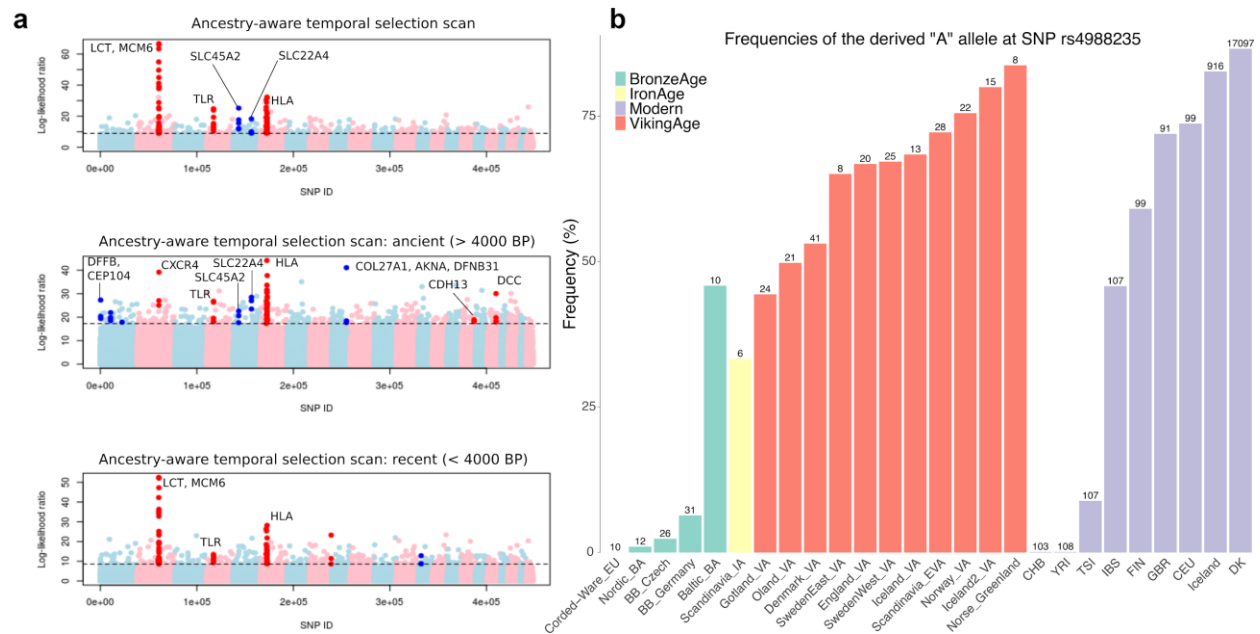 a
Ancestry-aware temporal selection scan
LCT, MCM6
SLC45A2
SLC22A4
TLR
HLA
Log-likelihood ratio
0 10 20 30 40 60
0e+00 1e+05 2e+05 3e+05 4e+05
SNP ID
Ancestry-aware temporal selection scan: ancient (> 4000 BP)
DFFB,
CEP104
CXCR4
SLC22A4
SLC45A2
HLA
COL27A1, AKNA, DFNB31
TLR
CDH13
DCC
Log-likelihood ratio
0 10 20 30 40
0e+00 1e+05 2e+05 3e+05 4e+05
SNP ID
Ancestry-aware temporal selection scan: recent (< 4000 BP)
LCT, MCM6
TLR
HLA
Log-likelihood ratio
0 10 20 30 40 50
0e+00 1e+05 2e+05 3e+05 4e+05
SNP ID
b
Frequencies of the derived "A" allele at SNP rs4988235
BronzeAge
IronAge
Modern
VikingAge
Frequency (%)
75
50
25
0
10 12 26 31 10 6 24 21 41 8 20 25 13 28 22 15 8 103 108 107 107 99 91 99 916 17097
Corded-Ware_EU
Nordic_BA
BB_Czech
BB_Germany
Baltic_BA
Scandinavia_IA
Gotland_VA
Oland_VA
Denmark_VA
SwedenEast_VA
England_VA
SwedenWest_VA
Iceland_VA
Scandinavia_EVA
Norway_VA
Iceland2_VA
Norse_Greenland
CHB
YRI
TSI
IBS
FIN
GBR
CEU
Iceland
DK